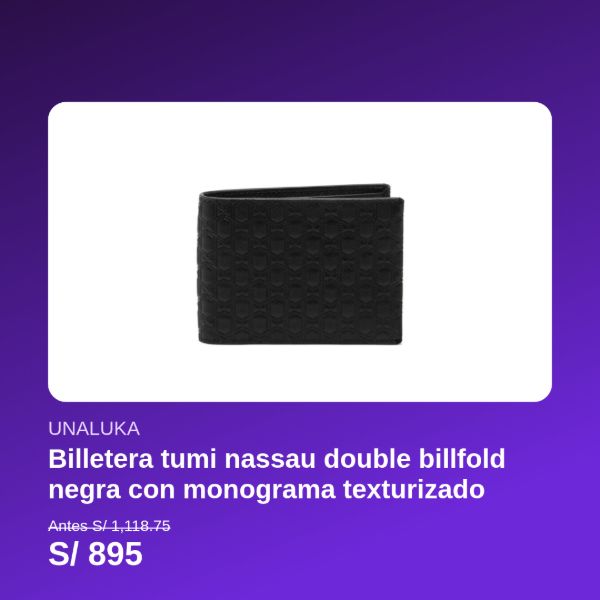 UNALUKA
Billetera tumi nassau double billfold
negra con monograma texturizado
Antes S/ 1,118.75
S/ 895